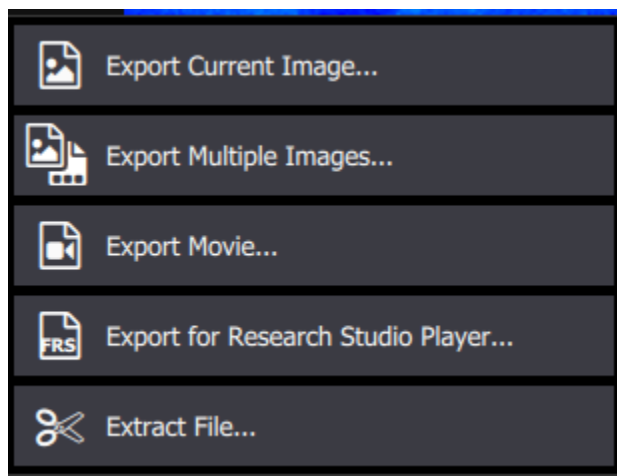 Export Current Image...
Export Multiple Images...
Export Movie...
FRS
Export for Research Studio Player...
Extract File...